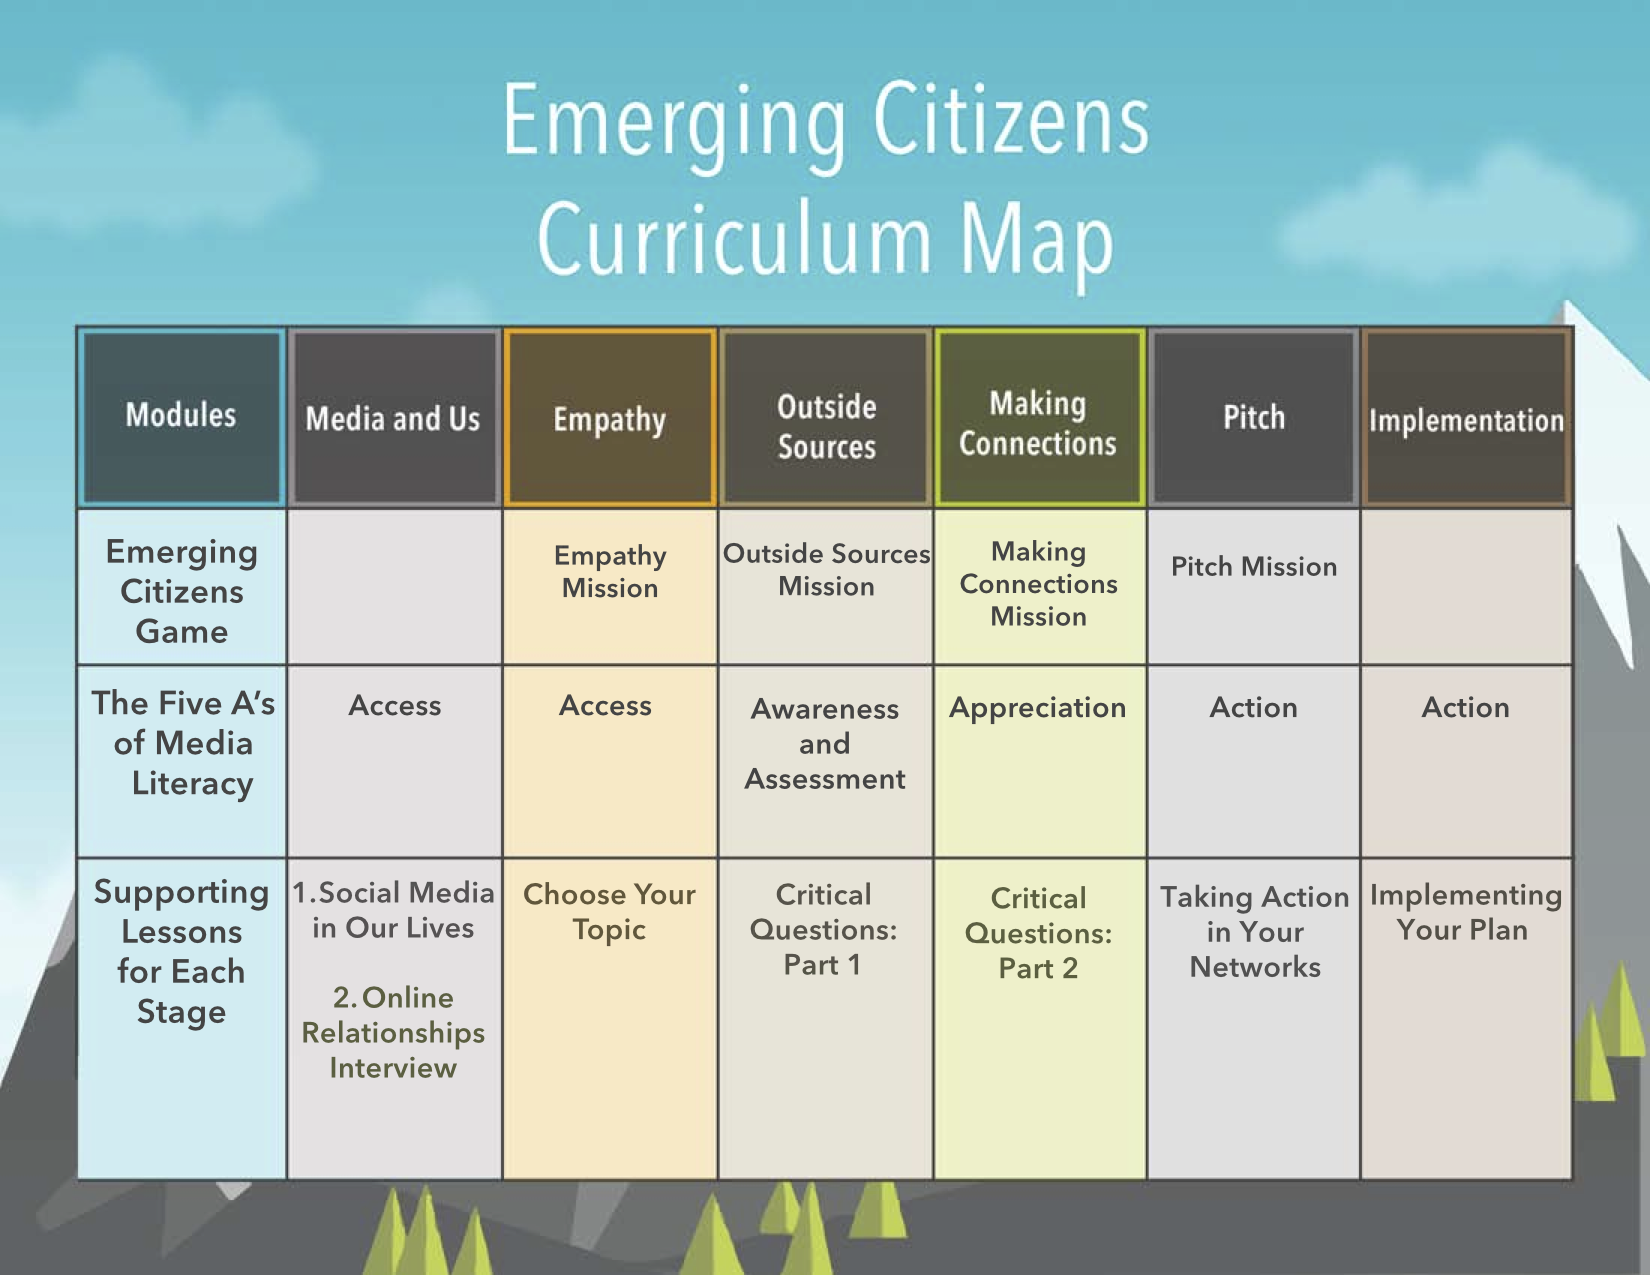 Emerging Citizens
Curriculum Map
Modules
Media and Us
Empathy
Outside
Sources
Making
Connections
Pitch
Implementation
Emerging
Citizens
Game
Empathy
Mission
Outside Sources
Mission
Making
Connections
Mission
Pitch Mission
The Five A’s
of Media
Literacy
Access
Access
Awareness
and
Assessment
Appreciation
Action
Action
Supporting
Lessons
for Each
Stage
1.Social Media
in Our Lives
2. Online
Relationships
Interview
Choose Your
Topic
Critical
Questions:
Part 1
Critical
Questions:
Part 2
Taking Action
in Your
Networks
Implementing
Your Plan